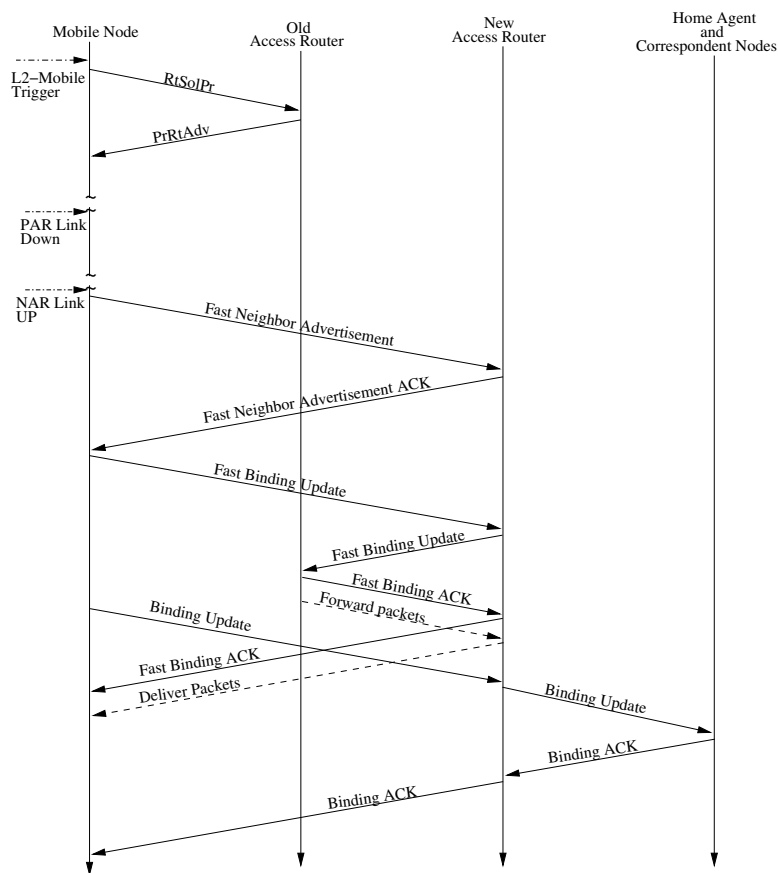 Mobile Node
Old
Access Router
New
Access Router
Home Agent
and
Correspondent Nodes
L2-Mobile
Trigger
RtSolPr
PrRtAdv
PAR Link
Down
NAR Link
UP
Fast Neighbor Advertisement
Fast Neighbor Advertisement ACK
Fast Binding Update
Fast Binding Update
Fast Binding ACK
Forward packets
Binding Update
Fast Binding ACK
Deliver Packets
Binding Update
Binding ACK
Binding ACK